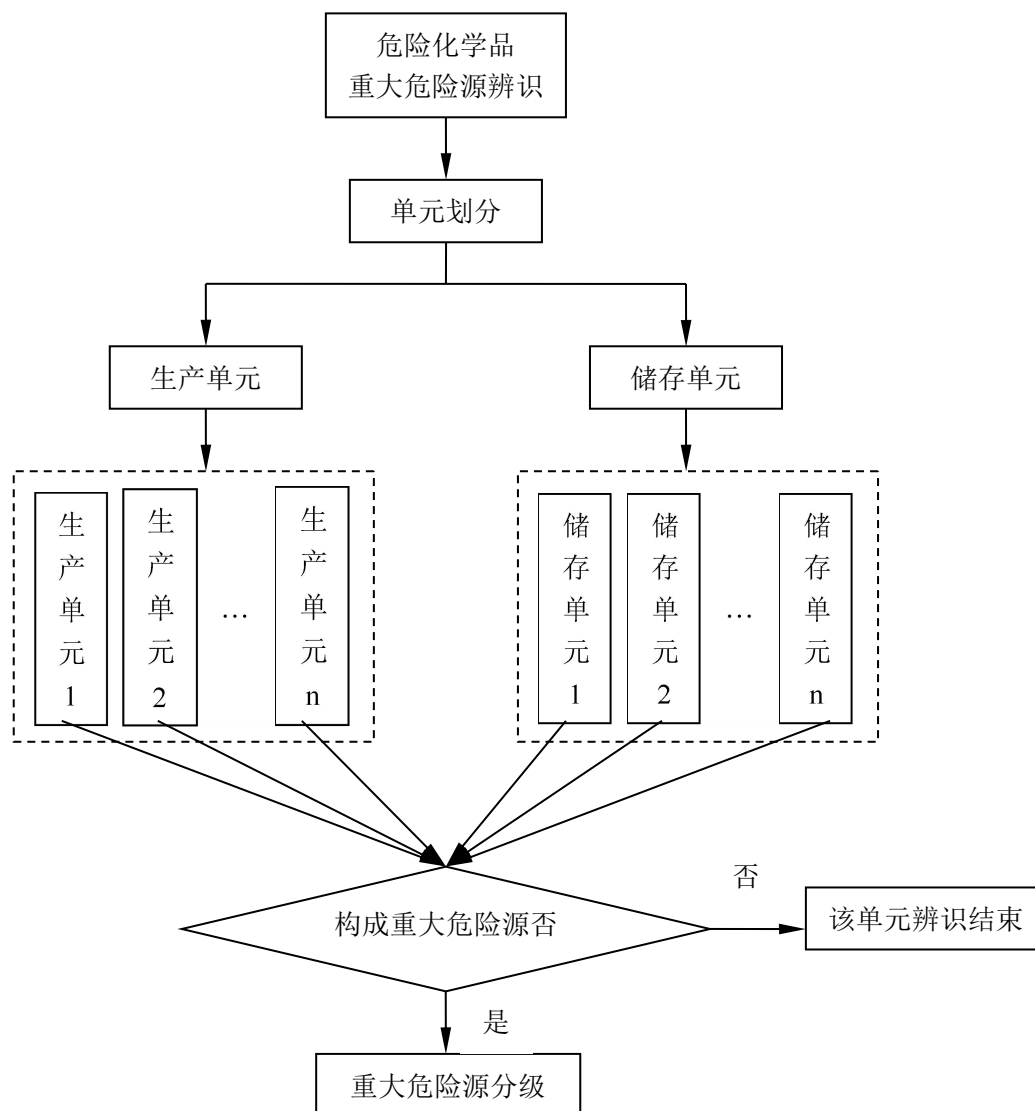 危险化学品
重大危险源辨识
单元划分
生产单元
储存单元
生产单元1
生产单元2
…
生产单元n
储存单元1
储存单元2
…
储存单元n
构成重大危险源否
否
该单元辨识结束
是
重大危险源分级